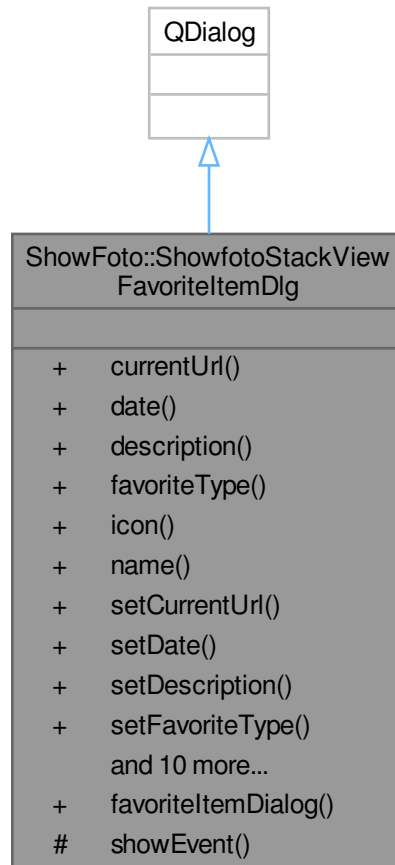 QDialog
ShowFoto::ShowfotoStackView
FavoriteItemDlg
+ currentUrl()
+ date()
+ description()
+ favoriteType()
+ icon()
+ name()
+ setCurrentUrl()
+ setDate()
+ setDescription()
+ setFavoriteType()
and 10 more...
+ favoriteItemDialog()
# showEvent()